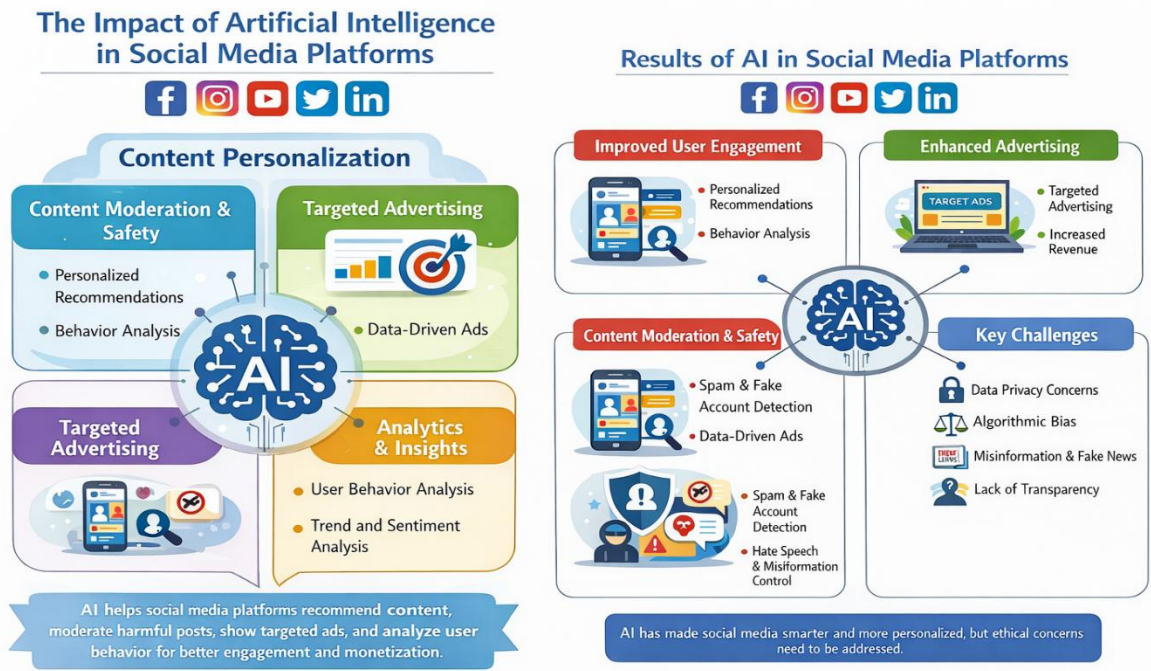 The Impact of Artificial Intelligence
in Social Media Platforms
Content Personalization
Content Moderation &
Safety
Personalized
Recommendations
Behavior Analysis
Targeted Advertising
Data-Driven Ads
AI
Targeted
Advertising
Analytics
& Insights
User Behavior Analysis
Trend and Sentiment
Analysis
AI helps social media platforms recommend content,
moderate harmful posts, show targeted ads, and analyze user
behavior for better engagement and monetization.
Results of AI in Social Media Platforms
Improved User Engagement
Personalized
Recommendations
Behavior Analysis
Enhanced Advertising
TARGET ADS
Targeted
Advertising
Increased
Revenue
AI
Content Moderation & Safety
Spam & Fake
Account Detection
Data-Driven Ads
Spam & Fake
Account
Detection
Hate Speech
& Misiformation
Control
Key Challenges
Data Privacy Concerns
Algorithmic Bias
Misinformation & Fake News
Lack of Transparency
AI has made social media smarter and more personalized, but ethical concerns
need to be addressed.